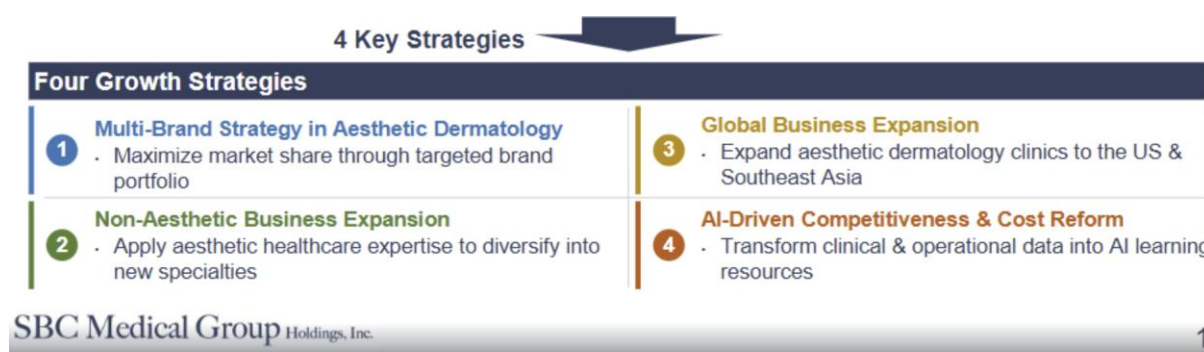 4 Key Strategies
Four Growth Strategies
1
Multi-Brand Strategy in Aesthetic Dermatology
· Maximize market share through targeted brand
portfolio
2
Non-Aesthetic Business Expansion
· Apply aesthetic healthcare expertise to diversify into
new specialties
3
Global Business Expansion
· Expand aesthetic dermatology clinics to the US &
Southeast Asia
4
AI-Driven Competitiveness & Cost Reform
· Transform clinical & operational data into AI learning
resources
SBC Medical Group Holdings, Inc.